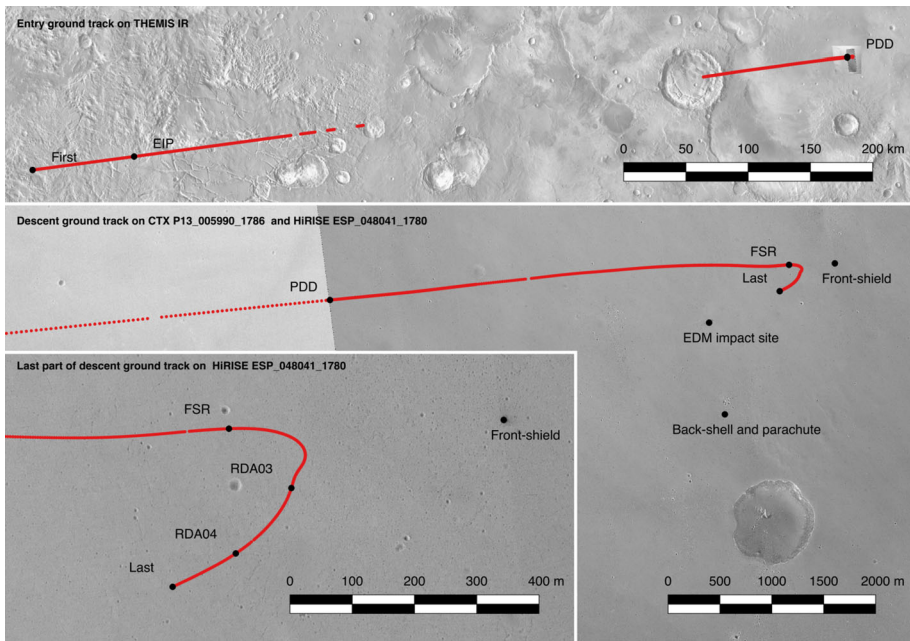 Entry ground track on THEMIS IR
PDD
First
EIP
0 50 100 150 200 km
Descent ground track on CTX P13_005990_1786 and HiRISE ESP_048041_1780
FSR
PDD
Last
Front-shield
EDM impact site
Back-shell and parachute
0 500 1000 1500 2000 m
Last part of descent ground track on HiRISE ESP_048041_1780
FSR
Front-shield
RDA03
RDA04
Last
0 100 200 300 400 m